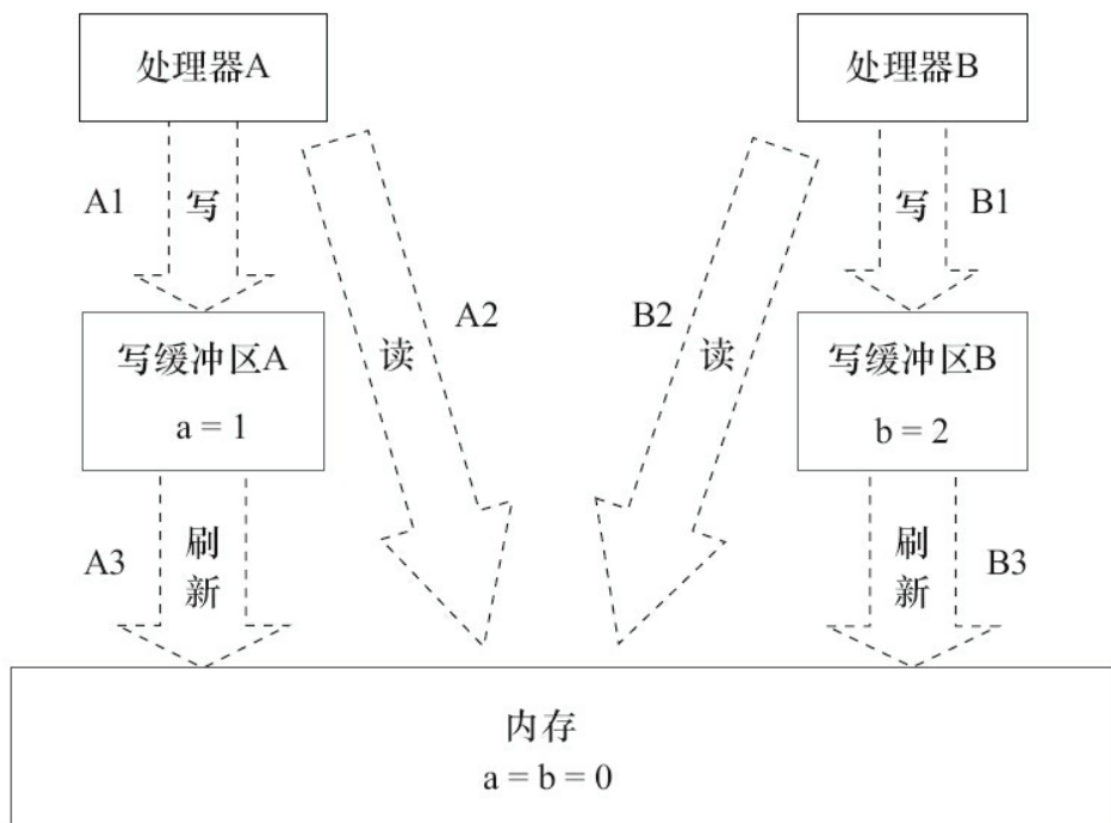 处理器A
处理器B
A1
写
写
B1
写缓冲区A
a = 1
A2
读
B2
读
写缓冲区B
b = 2
A3
刷
新
刷
新
B3
内存
a = b = 0